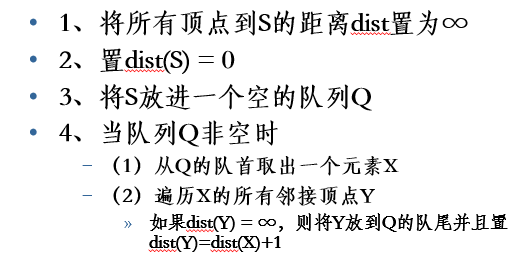 • 1、将所有顶点到S的距离dist置为∞
• 2、置dist(S) = 0
• 3、将S放进一个空的队列Q
• 4、当队列Q非空时
– （1）从Q的队首取出一个元素X
– （2）遍历X的所有邻接顶点Y
» 如果dist(Y) = ∞，则将Y放到Q的队尾并且置
dist(Y)=dist(X)+1